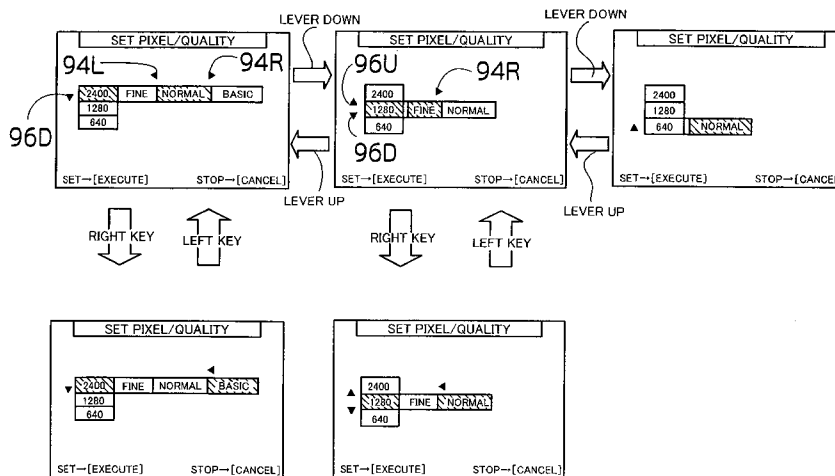 LEVER DOWN
LEVER DOWN
SET PIXEL/QUALITY
SET PIXEL/QUALITY
SET PIXEL/QUALITY
94L
94R
96U
94R
2400 FINE NORMAL BASIC
1280
640
96D
2400
1280 FINE NORMAL
640
96D
2400
1280
640 NORMAL
SET→[EXECUTE] STOP→[CANCEL]
SET→[EXECUTE] STOP→[CANCEL]
SET→[EXECUTE] STOP→[CANCEL
LEVER UP
LEVER UP
RIGHT KEY
LEFT KEY
RIGHT KEY
LEFT KEY
SET PIXEL/QUALITY
2400 FINE NORMAL BASIC
1280
640
SET→[EXECUTE] STOP→[CANCEL]
SET PIXEL/QUALITY
2400
1280 FINE NORMAL
640
SET→[EXECUTE] STOP→[CANCEL]